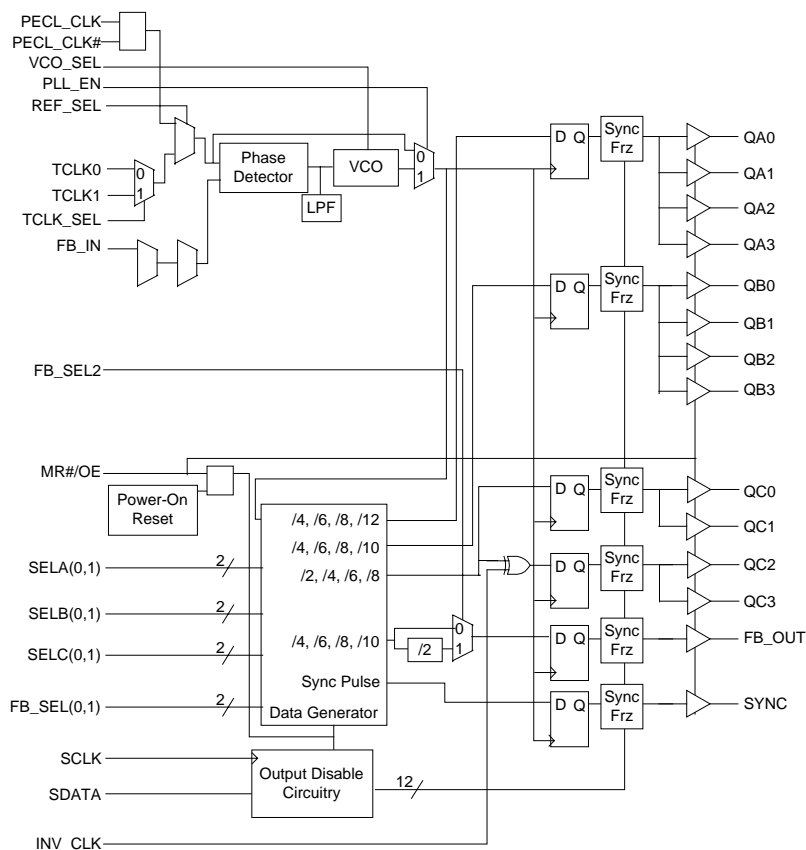 PECL_CLK
PECL_CLK#
VCO_SEL
PLL_EN
REF_SEL
TCLK0
TCLK1
TCLK_SEL
FB_IN
0
1
Phase
Detector
LPF
VCO
0
1
D Q
Sync
Frz
QA0
QA1
QA2
QA3
D Q
Sync
Frz
QB0
QB1
QB2
QB3
FB_SEL2
MR#/OE
Power-On
Reset
SELA(0,1)
2
SELB(0,1)
2
SELC(0,1)
2
FB_SEL(0,1)
2
/4, /6, /8, /12
/4, /6, /8, /10
/2, /4, /6, /8
/4, /6, /8, /10
Sync Pulse
Data Generator
/2
0
1
D Q
Sync
Frz
QC0
QC1
D Q
Sync
Frz
QC2
QC3
D Q
Sync
Frz
FB_OUT
D Q
Sync
Frz
SYNC
SCLK
SDATA
Output Disable
Circuitry
12
INV_CLK